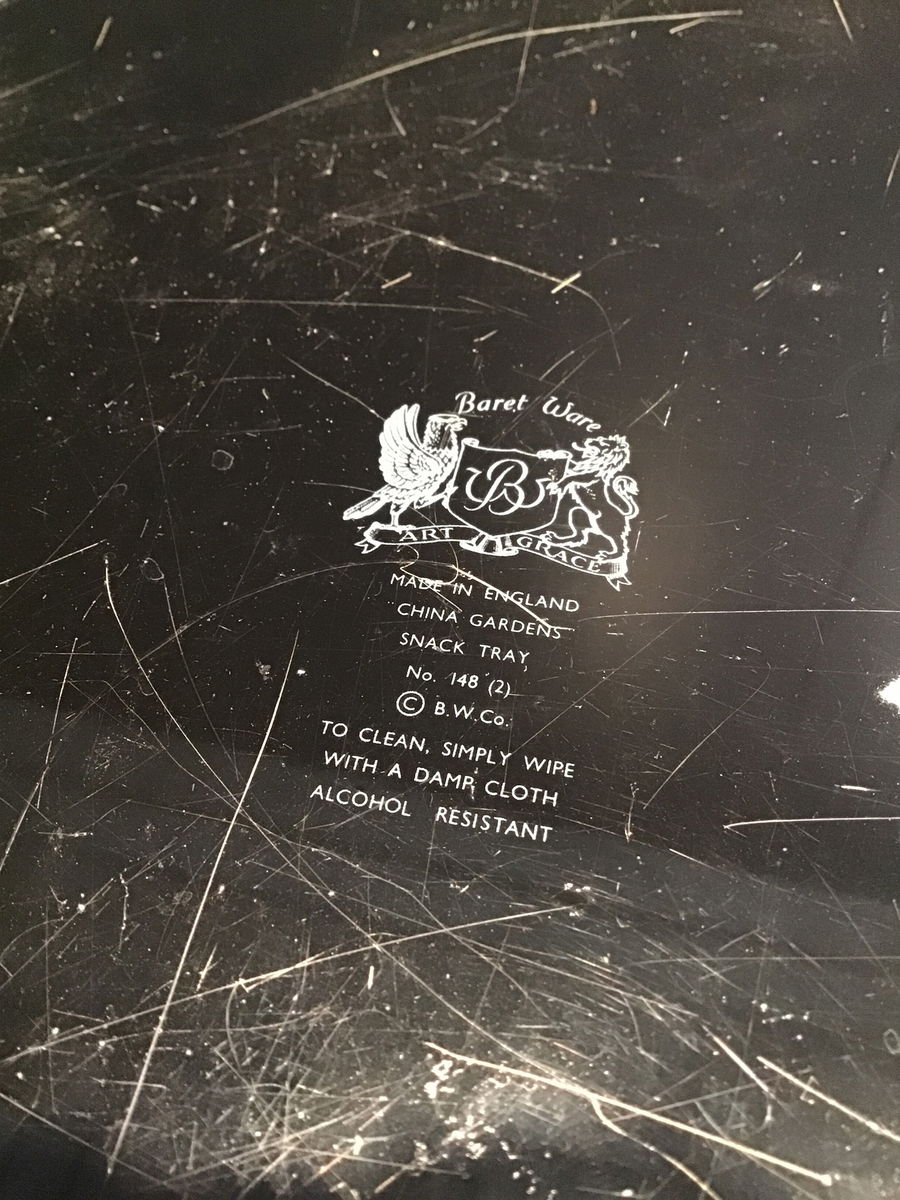 Baret Ware
BW
ART GRACE
MADE IN ENGLAND
CHINA GARDENS
SNACK TRAY
No. 148 (2)
© B.W.Co.
TO CLEAN, SIMPLY WIPE
WITH A DAMP CLOTH
ALCOHOL RESISTANT